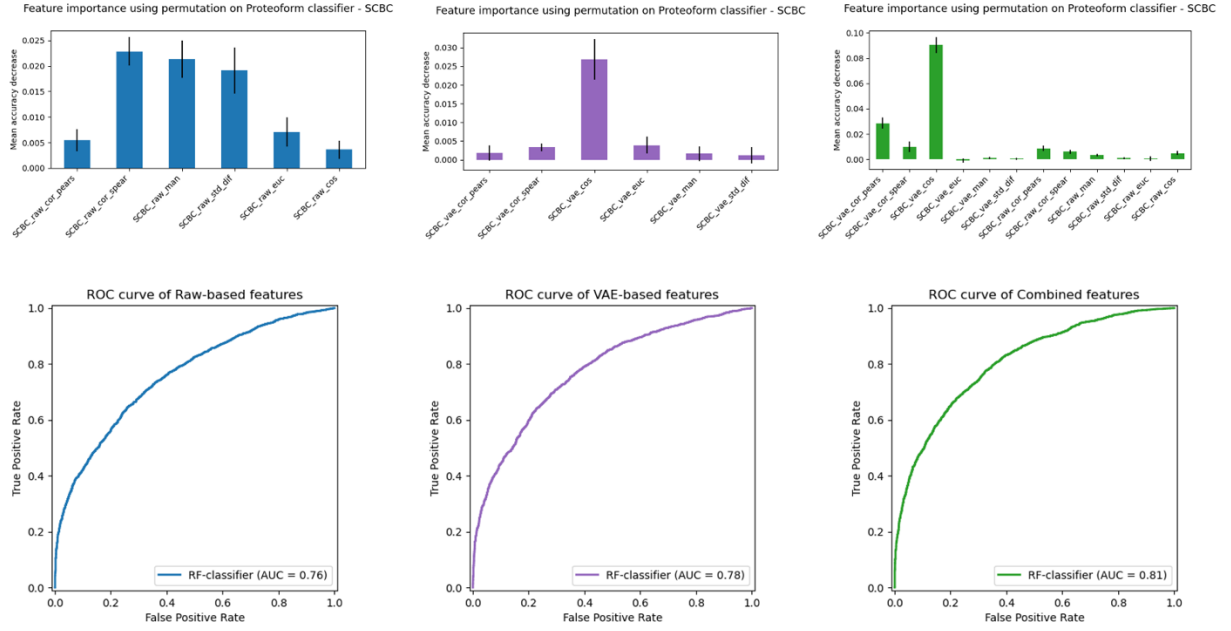 Feature importance using permutation on Proteoform classifier - SCBC
Mean accuracy decrease
0.025
0.020
0.015
0.010
0.005
0.000
SCBC_raw_cor_pears
SCBC_raw_cor_spear
SCBC_raw_man
SCBC_raw_std_dif
SCBC_raw_euc
SCBC_raw_cos
Feature importance using permutation on Proteoform classifier - SCBC
Mean accuracy decrease
0.030
0.025
0.020
0.015
0.010
0.005
0.000
SCBC_vae_cor_pears
SCBC_vae_cor_spear
SCBC_vae_cos
SCBC_vae_euc
SCBC_vae_man
SCBC_vae_std_dif
Feature importance using permutation on Proteoform classifier - SCBC
Mean accuracy decrease
0.10
0.08
0.06
0.04
0.02
0.00
SCBC_vae_cor_pears
SCBC_vae_cor_spear
SCBC_vae_cos
SCBC_vae_euc
SCBC_vae_man
SCBC_vae_std_dif
SCBC_raw_cor_pears
SCBC_raw_cor_spear
SCBC_raw_man
SCBC_raw_std_dif
SCBC_raw_euc
SCBC_raw_cos
ROC curve of Raw-based features
True Positive Rate
1.0
0.8
0.6
0.4
0.2
0.0
RF-classifier (AUC = 0.76)
0.0 0.2 0.4 0.6 0.8 1.0
False Positive Rate
ROC curve of VAE-based features
True Positive Rate
1.0
0.8
0.6
0.4
0.2
0.0
RF-classifier (AUC = 0.78)
0.0 0.2 0.4 0.6 0.8 1.0
False Positive Rate
ROC curve of Combined features
True Positive Rate
1.0
0.8
0.6
0.4
0.2
0.0
RF-classifier (AUC = 0.81)
0.0 0.2 0.4 0.6 0.8 1.0
False Positive Rate